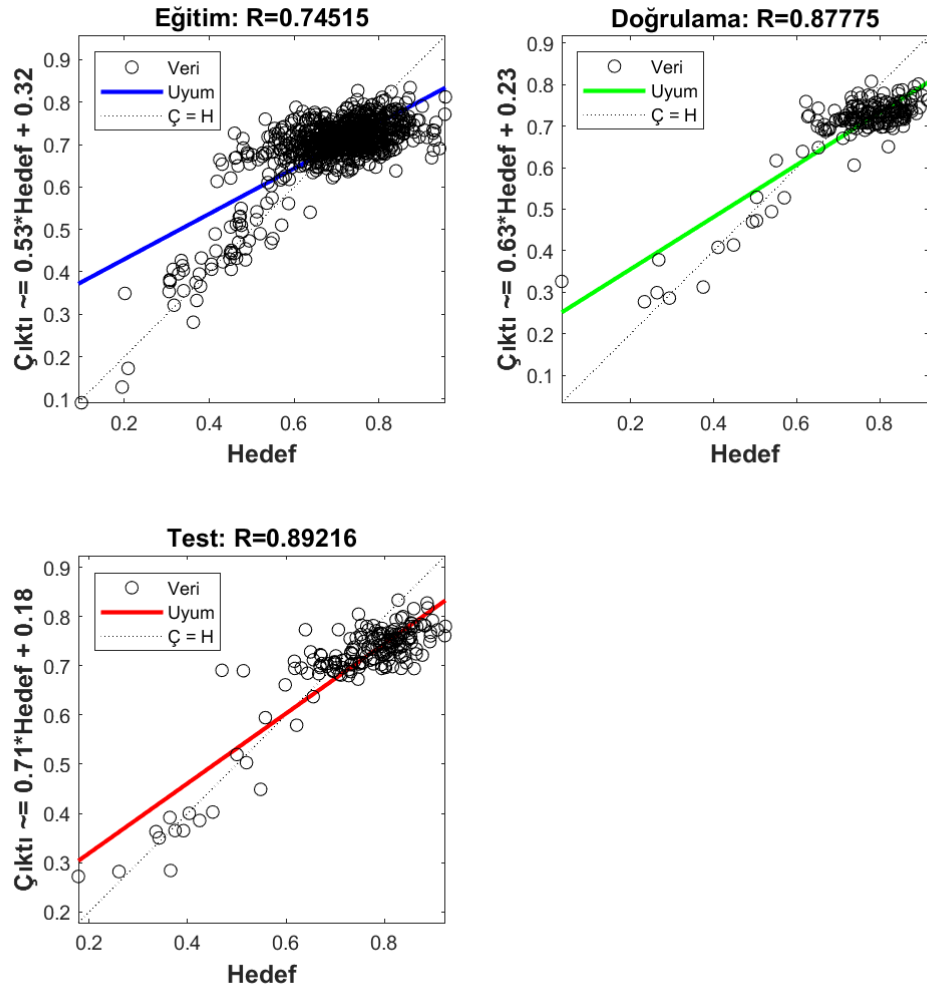 Eğitim: R=0.74515
Çıktı ~= 0.53*Hedef + 0.32
0.9
0.8
0.7
0.6
0.5
0.4
0.3
0.2
0.1
Veri
Uyum
Ç = H
0.2 0.4 0.6 0.8
Hedef
Doğrulama: R=0.87775
Çıktı ~= 0.63*Hedef + 0.23
0.9
0.8
0.7
0.6
0.5
0.4
0.3
0.2
0.1
Veri
Uyum
Ç = H
0.2 0.4 0.6 0.8
Hedef
Test: R=0.89216
Çıktı ~= 0.71*Hedef + 0.18
0.9
0.8
0.7
0.6
0.5
0.4
0.3
0.2
Veri
Uyum
Ç = H
0.2 0.4 0.6 0.8
Hedef